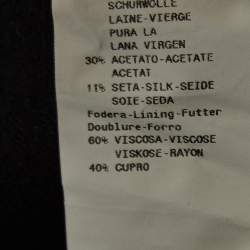 SCHURWOLLE
LAINE-VIERGE
PURA LA
LANA VIRGEN
30% ACETATO-ACETATE
ACETAT
11% SETA-SILK-SEIDE
SOIE-SEDA
Fodera-Lining-Futter
Doublure-Forro
60% VISCOSA-VISCOSE
VISKOSE-RAYON
40% CUPRO